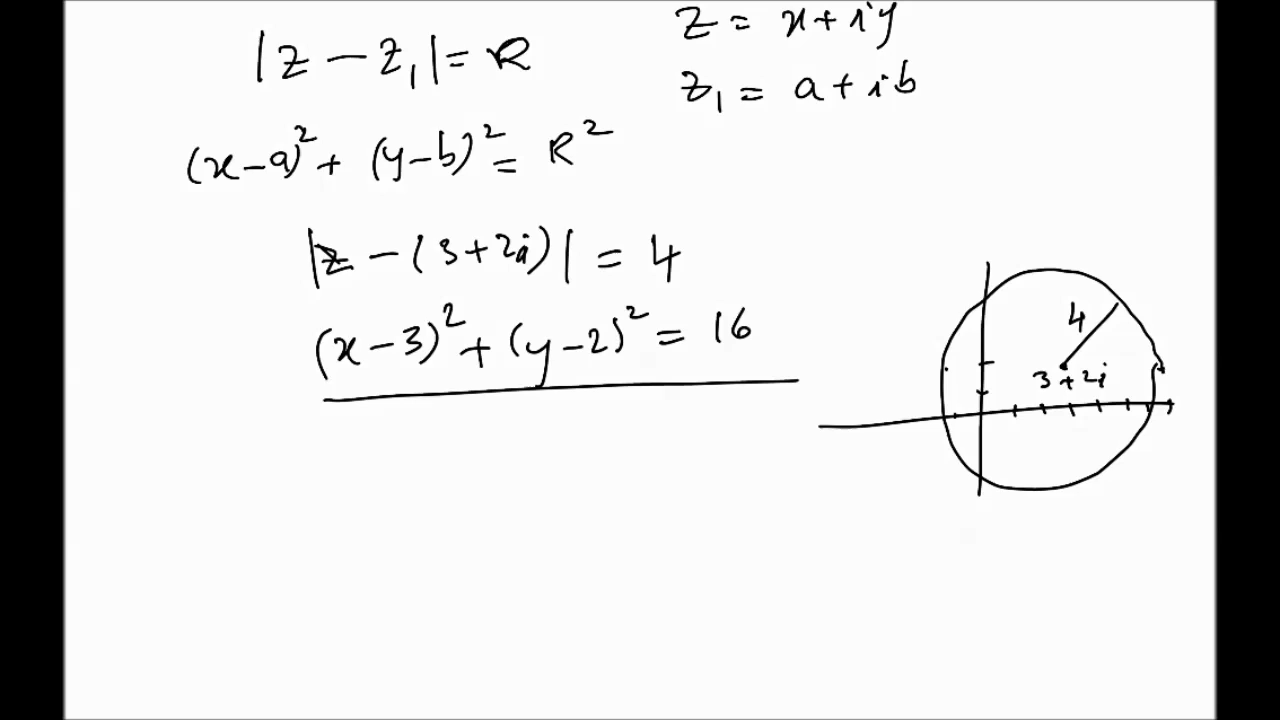 |z - z₁| = R
z = x + iy
z₁ = a + ib
(x-a)² + (y-b)² = R²
|z - (3+2i)| = 4
(x-3)² + (y-2)² = 16
4
3+2i